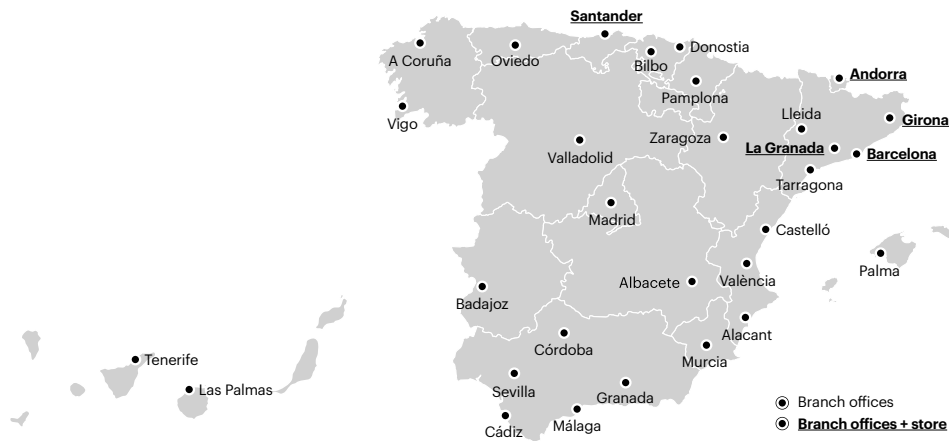 Santander
A Coruña
Oviedo
Bilbo
Donostia
Andorra
Pamplona
Vigo
Lleida
Girona
Zaragoza
La Granada
Barcelona
Valladolid
Tarragona
Madrid
Castelló
Palma
Albacete
València
Badajoz
Alacant
Córdoba
Murcia
Tenerife
Las Palmas
Sevilla
Granada
Cádiz
Málaga
Branch offices
Branch offices + store